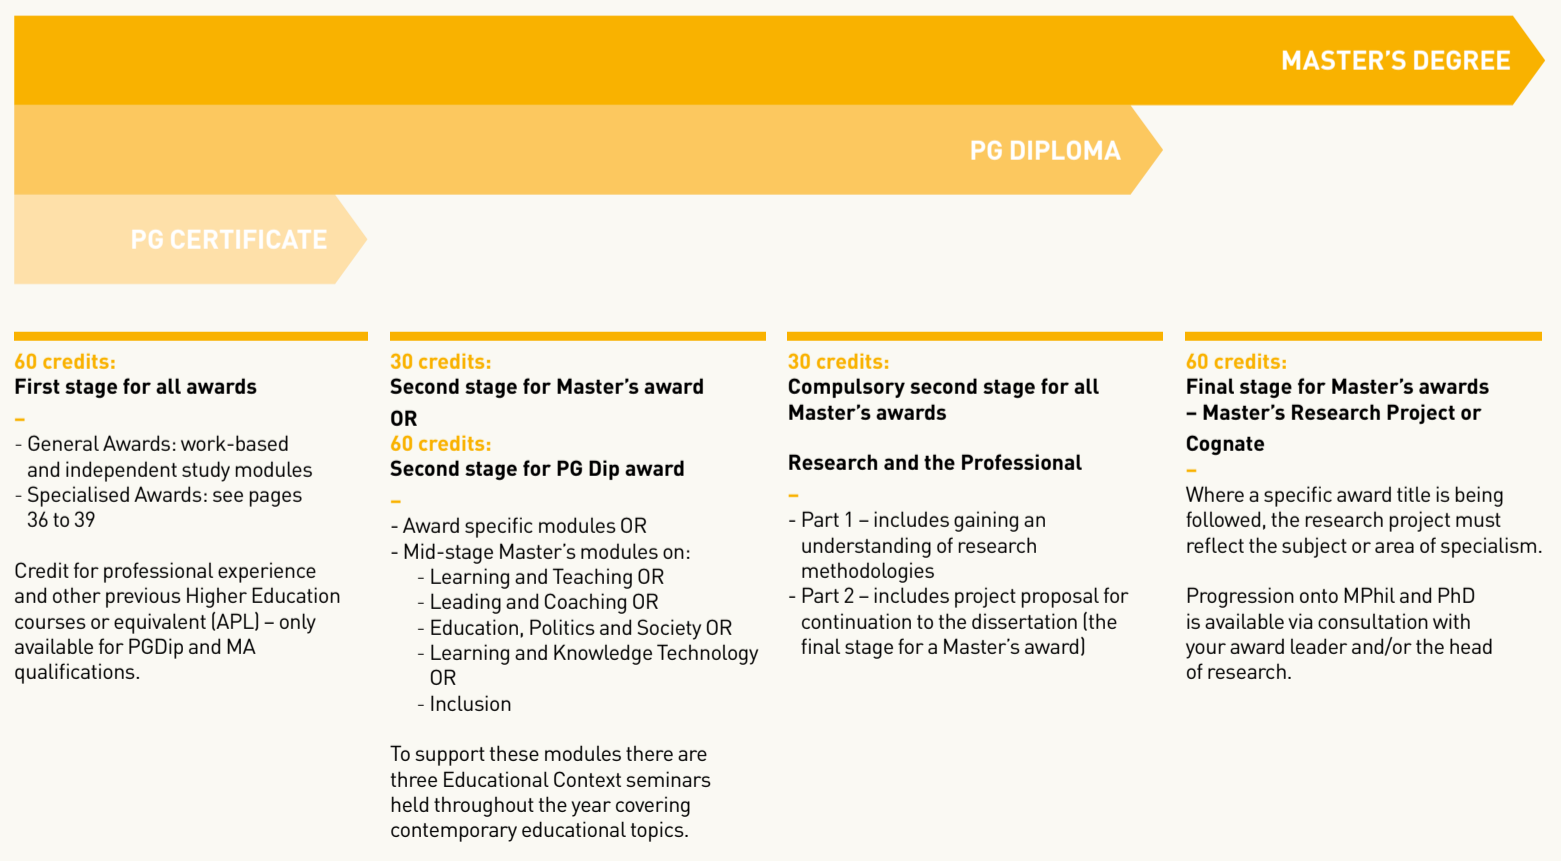 MASTER'S DEGREE
PG DIPLOMA
PG CERTIFICATE
60 credits:
First stage for all awards
–
- General Awards: work-based
and independent study modules
- Specialised Awards: see pages
36 to 39
Credit for professional experience
and other previous Higher Education
courses or equivalent (APL) – only
available for PGDip and MA
qualifications.
30 credits:
Second stage for Master's award
OR
60 credits:
Second stage for PG Dip award
–
- Award specific modules OR
- Mid-stage Master's modules on:
- Learning and Teaching OR
- Leading and Coaching OR
- Education, Politics and Society OR
- Learning and Knowledge Technology
OR
- Inclusion
To support these modules there are
three Educational Context seminars
held throughout the year covering
contemporary educational topics.
30 credits:
Compulsory second stage for all
Master's awards
Research and the Professional
–
- Part 1 – includes gaining an
understanding of research
methodologies
- Part 2 – includes project proposal for
continuation to the dissertation (the
final stage for a Master's award)
60 credits:
Final stage for Master's awards
– Master's Research Project or
Cognate
–
Where a specific award title is being
followed, the research project must
reflect the subject or area of specialism.
Progression onto MPhil and PhD
is available via consultation with
your award leader and/or the head
of research.